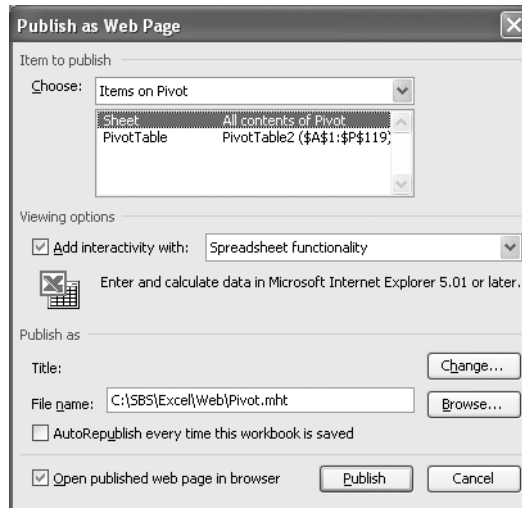 Publish as Web Page
Item to publish
Choose: Items on Pivot
Sheet All contents of Pivot
PivotTable PivotTable2 ($A$1:$P$119)
Viewing options
Add interactivity with: Spreadsheet functionality
Enter and calculate data in Microsoft Internet Explorer 5.01 or later.
Publish as
Title: Change...
File name: C:\SBS\Excel\Web\Pivot.mht Browse...
AutoRepublish every time this workbook is saved
Open published web page in browser Publish Cancel